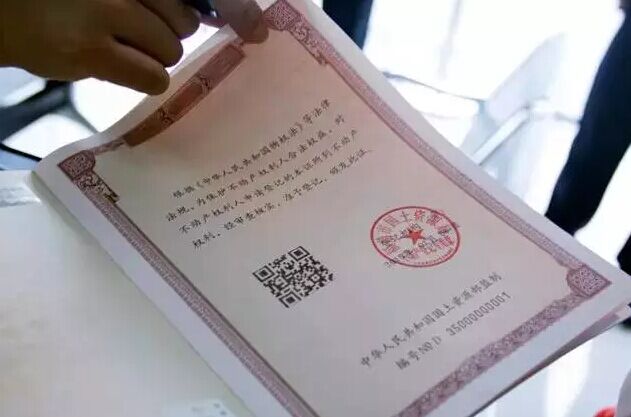 根据《中华人民共和国物权法》等法律
法规，为保护不动产权利人合法权益，对
不动产权利人申请登记的本证所列不动产
权利，经审查核实，准予登记，颁发此证。
国土资源
中华人民共和国国土资源部监制
编号NO D 35000000001